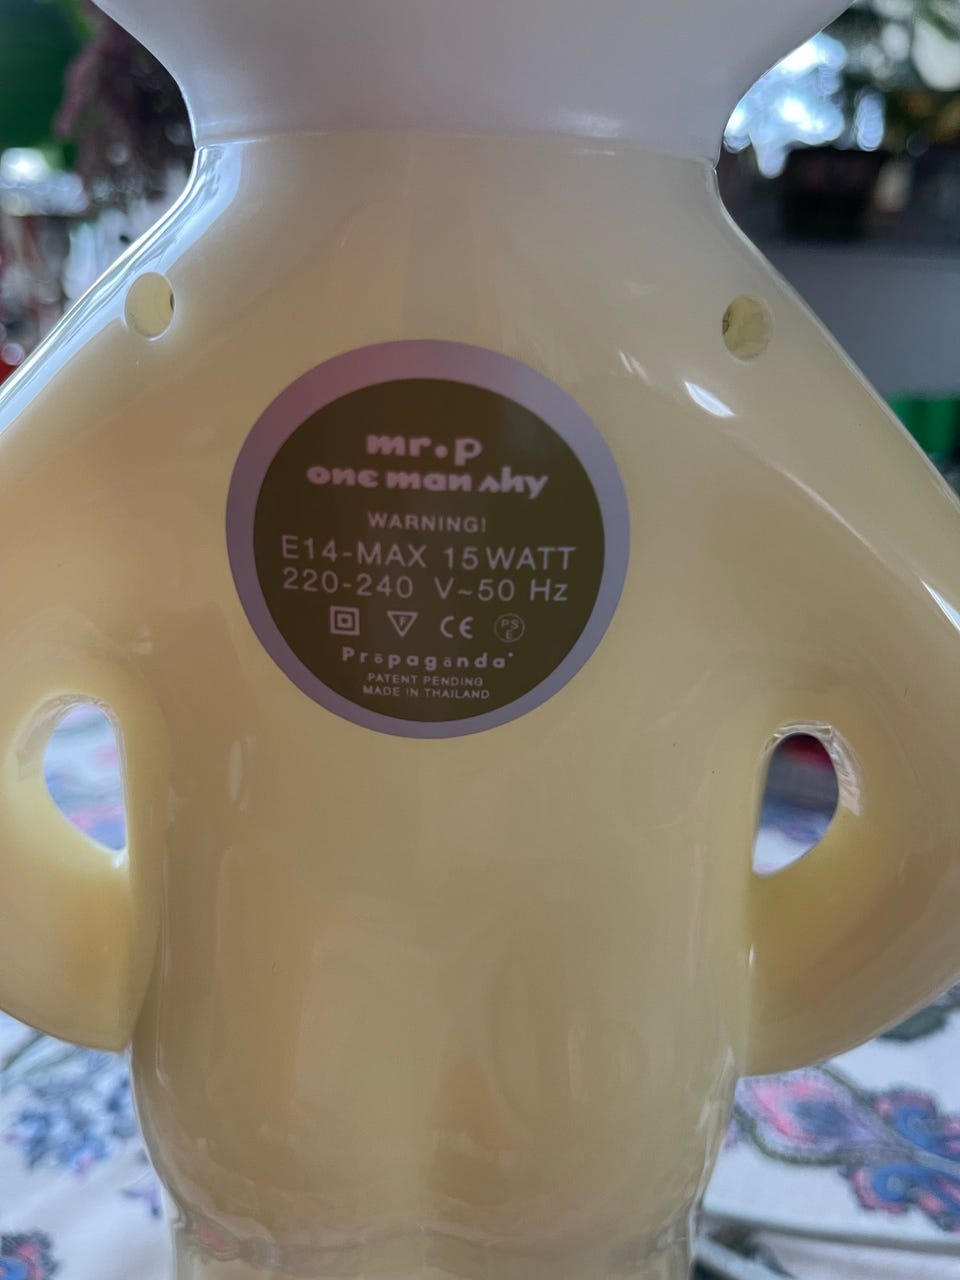 mr.p
one man shy
WARNING!
E14-MAX 15 WATT
220-240 V~50 Hz
F CE PS E
Propaganda
PATENT PENDING
MADE IN THAILAND